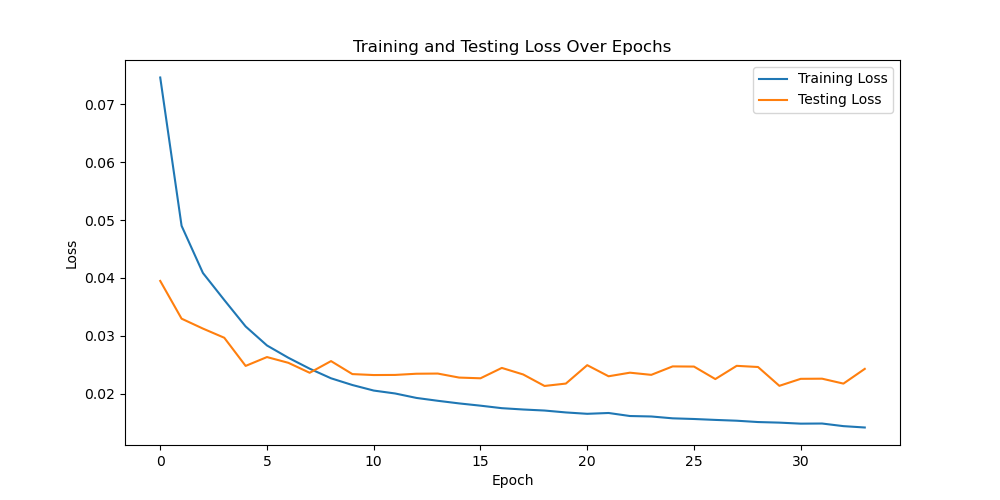 Training and Testing Loss Over Epochs
Training Loss
Testing Loss
0.07
0.06
0.05
0.04
0.03
0.02
Loss
0 5 10 15 20 25 30
Epoch